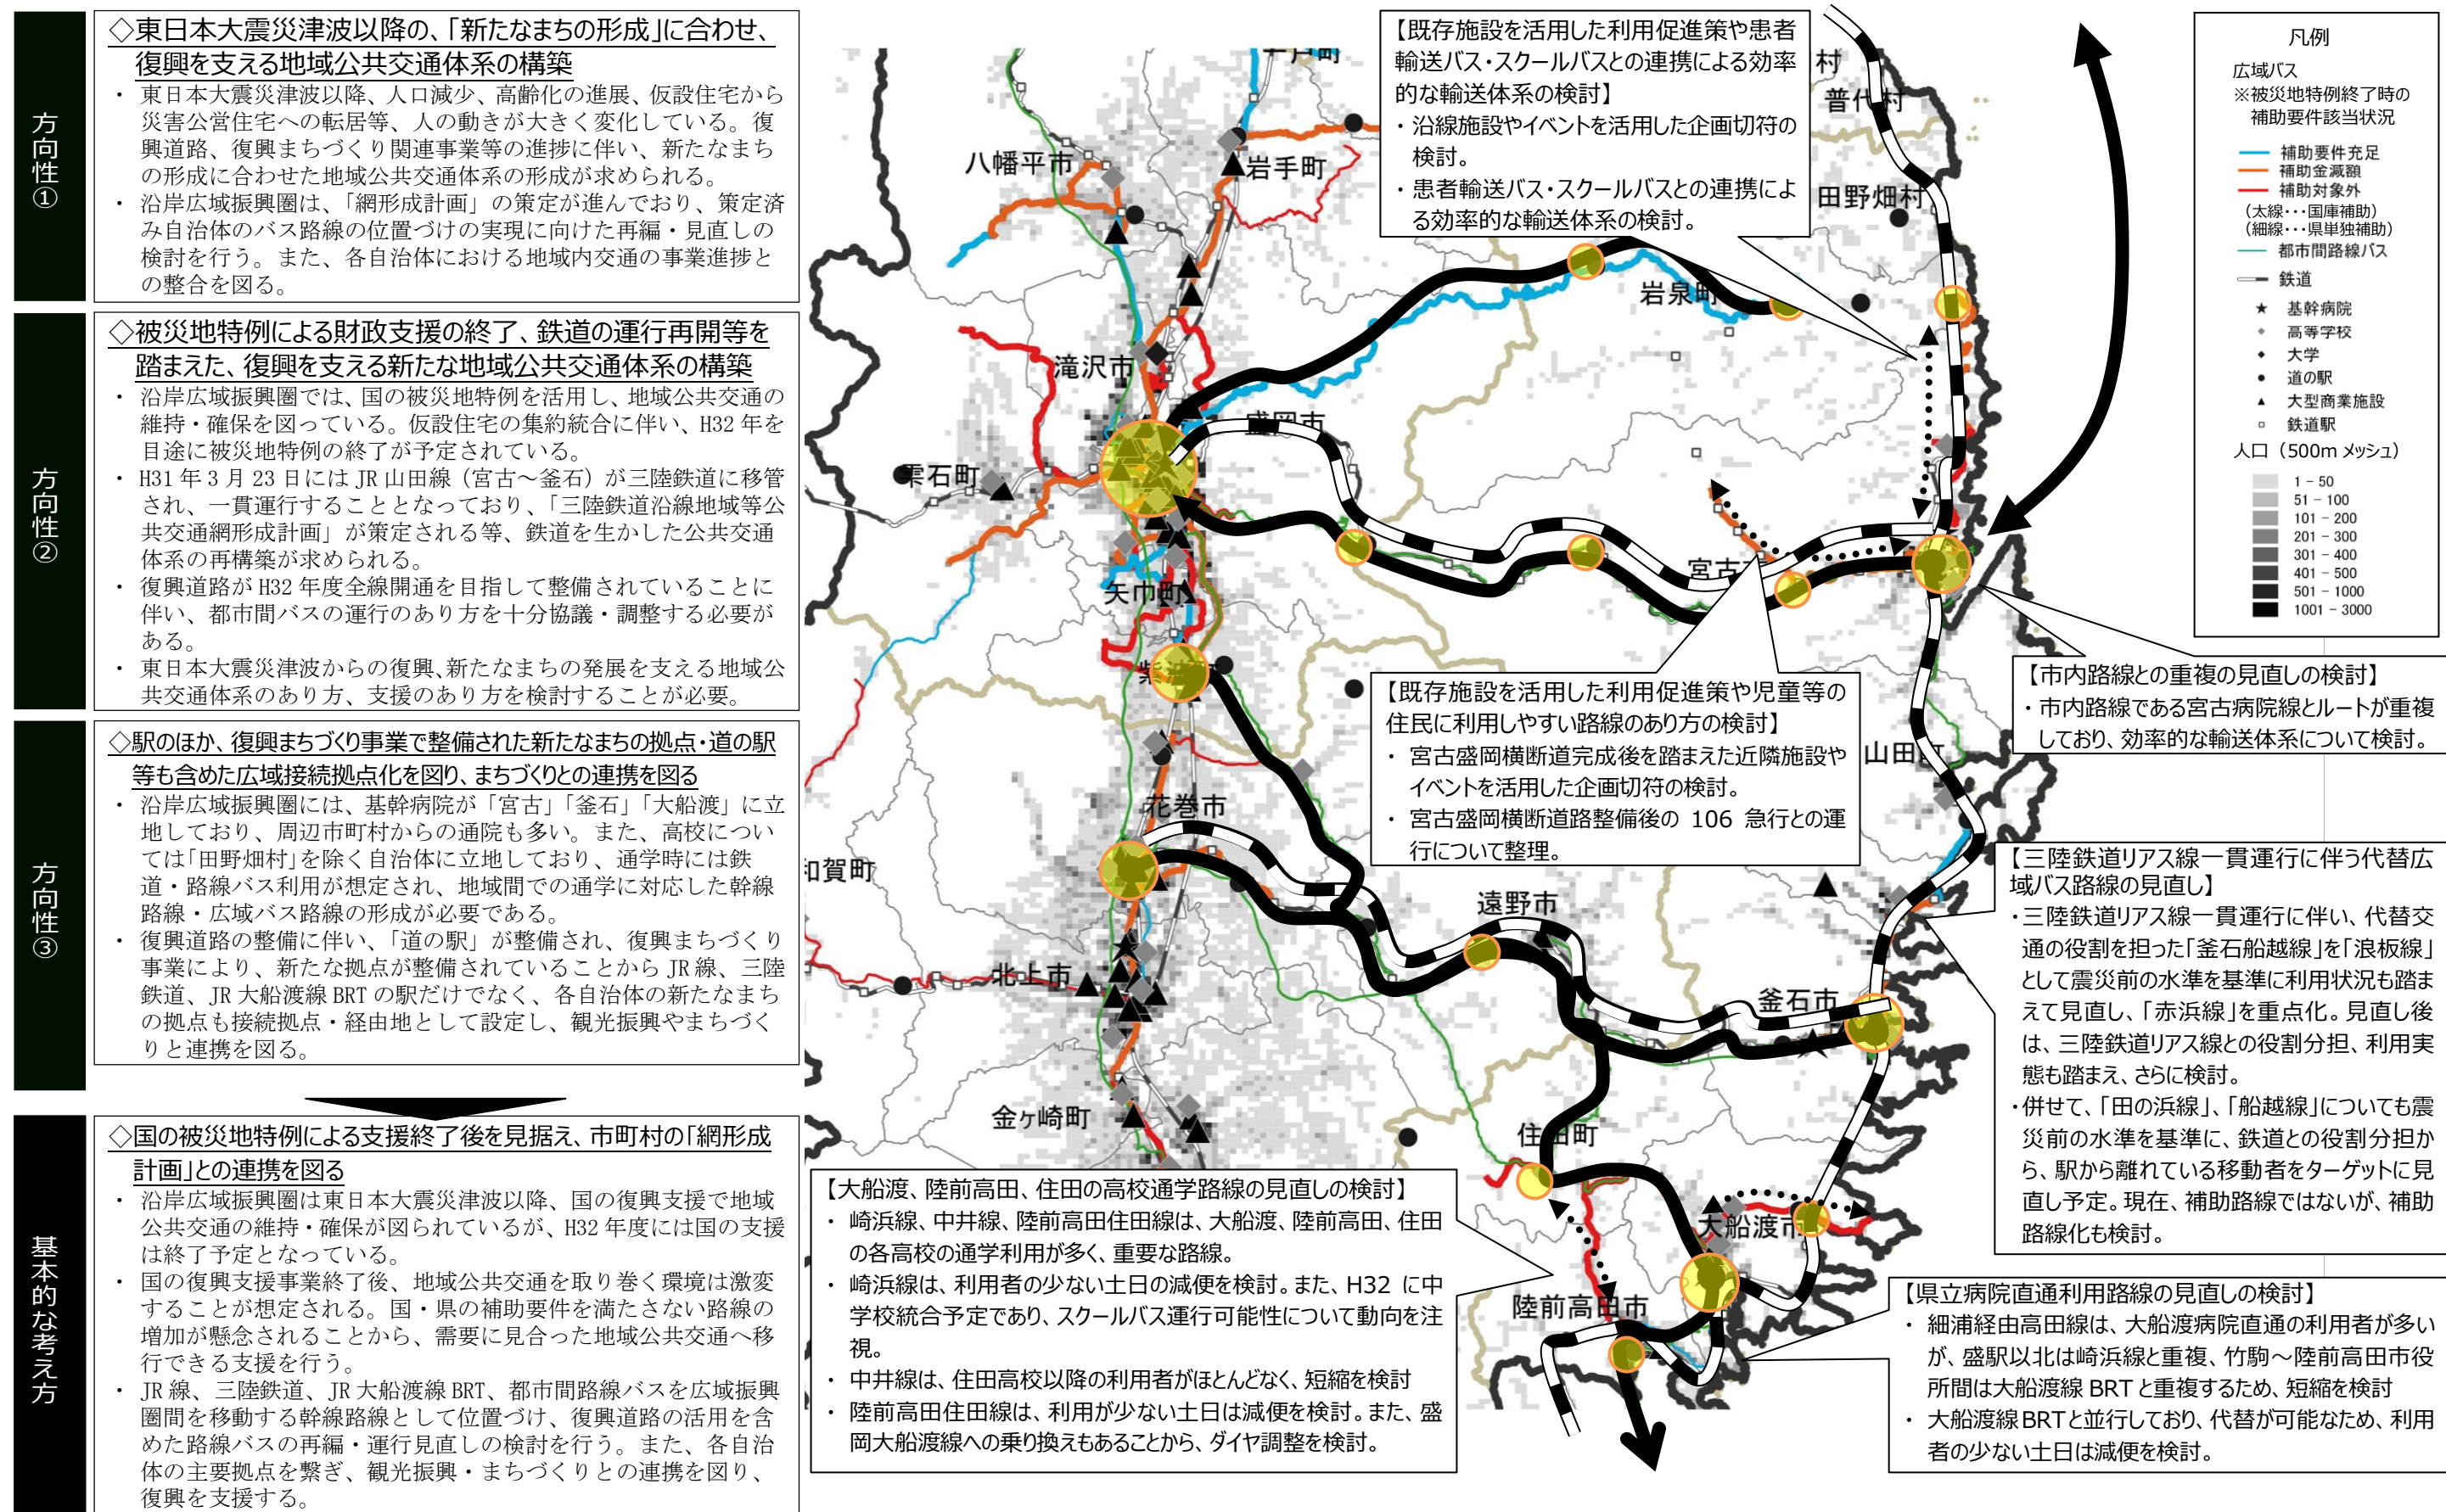 方向性①
◇東日本大震災津波以降の、「新たなまちの形成」に合わせ、
復興を支える地域公共交通体系の構築
・ 東日本大震災津波以降、人口減少、高齢化の進展、仮設住宅から
災害公営住宅への転居等、人の動きが大きく変化している。復
興道路、復興まちづくり関連事業等の進捗に伴い、新たなまち
の形成に合わせた地域公共交通体系の形成が求められる。
・ 沿岸広域振興圏は、「網形成計画」の策定が進んでおり、策定済
み自治体のバス路線の位置づけの実現に向けた再編・見直しの
検討を行う。また、各自治体における地域内交通の事業進捗と
の整合を図る。
方向性②
◇被災地特例による財政支援の終了、鉄道の運行再開等を
踏まえた、復興を支える新たな地域公共交通体系の構築
・ 沿岸広域振興圏では、国の被災地特例を活用し、地域公共交通の
維持・確保を図っている。仮設住宅の集約統合に伴い、H32 年を
目途に被災地特例の終了が予定されている。
・ H31 年 3 月 23 日には JR 山田線（宮古～釜石）が三陸鉄道に移管
され、一貫運行することとなっており、「三陸鉄道沿線地域等公
共交通網形成計画」が策定される等、鉄道を生かした公共交通
体系の再構築が求められる。
・ 復興道路が H32 年度全線開通を目指して整備されていることに
伴い、都市間バスの運行のあり方を十分協議・調整する必要が
ある。
・ 東日本大震災津波からの復興、新たなまちの発展を支える地域公
共交通体系のあり方、支援のあり方を検討することが必要。
方向性③
◇駅のほか、復興まちづくり事業で整備された新たなまちの拠点・道の駅
等も含めた広域接続拠点化を図り、まちづくりとの連携を図る
・ 沿岸広域振興圏には、基幹病院が「宮古」「釜石」「大船渡」に立
地しており、周辺市町村からの通院も多い。また、高校につい
ては「田野畑村」を除く自治体に立地しており、通学時には鉄
道・路線バス利用が想定され、地域間での通学に対応した幹線
路線・広域バス路線の形成が必要である。
・ 復興道路の整備に伴い、「道の駅」が整備され、復興まちづくり
事業により、新たな拠点が整備されていることから JR 線、三陸
鉄道、JR 大船渡線 BRT の駅だけでなく、各自治体の新たなまち
の拠点も接続拠点・経由地として設定し、観光振興やまちづく
りと連携を図る。
基本的な考え方
◇国の被災地特例による支援終了後を見据え、市町村の「網形成
計画」との連携を図る
・ 沿岸広域振興圏は東日本大震災津波以降、国の復興支援で地域
公共交通の維持・確保が図られているが、H32 年度には国の支援
は終了予定となっている。
・ 国の復興支援事業終了後、地域公共交通を取り巻く環境は激変
することが想定される。国・県の補助要件を満たさない路線の
増加が懸念されることから、需要に見合った地域公共交通へ移
行できる支援を行う。
・ JR 線、三陸鉄道、JR 大船渡線 BRT、都市間路線バスを広域振興
圏間を移動する幹線路線として位置づけ、復興道路の活用を含
めた路線バスの再編・運行見直しの検討を行う。また、各自治
体の主要拠点を繋ぎ、観光振興・まちづくりとの連携を図り、
復興を支援する。
【既存施設を活用した利用促進策や患者
輸送バス・スクールバスとの連携による効率
的な輸送体系の検討】
・沿線施設やイベントを活用した企画切符の
検討。
・患者輸送バス・スクールバスとの連携によ
る効率的な輸送体系の検討。
凡例
広域バス
※被災地特例終了時の
補助要件該当状況
補助要件充足
補助金減額
補助対象外
（太線・・・国庫補助）
（細線・・・県単独補助）
都市間路線バス
鉄道
基幹病院
高等学校
大学
道の駅
大型商業施設
鉄道駅
人口（500m メッシュ）
1 - 50
51 - 100
101 - 200
201 - 300
301 - 400
401 - 500
501 - 1000
1001 - 3000
村
普代村
八幡平市
岩手町
田野畑村
岩泉町
滝沢市
盛岡市
雫石町
矢巾町
宮古
山田町
花巻市
和賀町
遠野市
北上市
釜石市
金ヶ崎町
住田町
大船渡市
陸前高田市
【市内路線との重複の見直しの検討】
・市内路線である宮古病院線とルートが重複
しており、効率的な輸送体系について検討。
【既存施設を活用した利用促進策や児童等の
住民に利用しやすい路線のあり方の検討】
・ 宮古盛岡横断道完成後を踏まえた近隣施設や
イベントを活用した企画切符の検討。
・ 宮古盛岡横断道路整備後の 106 急行との運
行について整理。
【三陸鉄道リアス線一貫運行に伴う代替広
域バス路線の見直し】
・三陸鉄道リアス線一貫運行に伴い、代替交
通の役割を担った「釜石船越線」を「浪板線」
として震災前の水準を基準に利用状況も踏ま
えて見直し、「赤浜線」を重点化。見直し後
は、三陸鉄道リアス線との役割分担、利用実
態も踏まえ、さらに検討。
・併せて、「田の浜線」、「船越線」についても震
災前の水準を基準に、鉄道との役割分担か
ら、駅から離れている移動者をターゲットに見
直し予定。現在、補助路線ではないが、補助
路線化も検討。
【大船渡、陸前高田、住田の高校通学路線の見直しの検討】
・ 崎浜線、中井線、陸前高田住田線は、大船渡、陸前高田、住田
の各高校の通学利用が多く、重要な路線。
・ 崎浜線は、利用者の少ない土日の減便を検討。また、H32 に中
学校統合予定であり、スクールバス運行可能性について動向を注
視。
・ 中井線は、住田高校以降の利用者がほとんどなく、短縮を検討
・ 陸前高田住田線は、利用が少ない土日は減便を検討。また、盛
岡大船渡線への乗り換えもあることから、ダイヤ調整を検討。
【県立病院直通利用路線の見直しの検討】
・ 細浦経由高田線は、大船渡病院直通の利用者が多い
が、盛駅以北は崎浜線と重複、竹駒～陸前高田市役
所間は大船渡線 BRT と重複するため、短縮を検討
・ 大船渡線BRTと並行しており、代替が可能なため、利用
者の少ない土日は減便を検討。